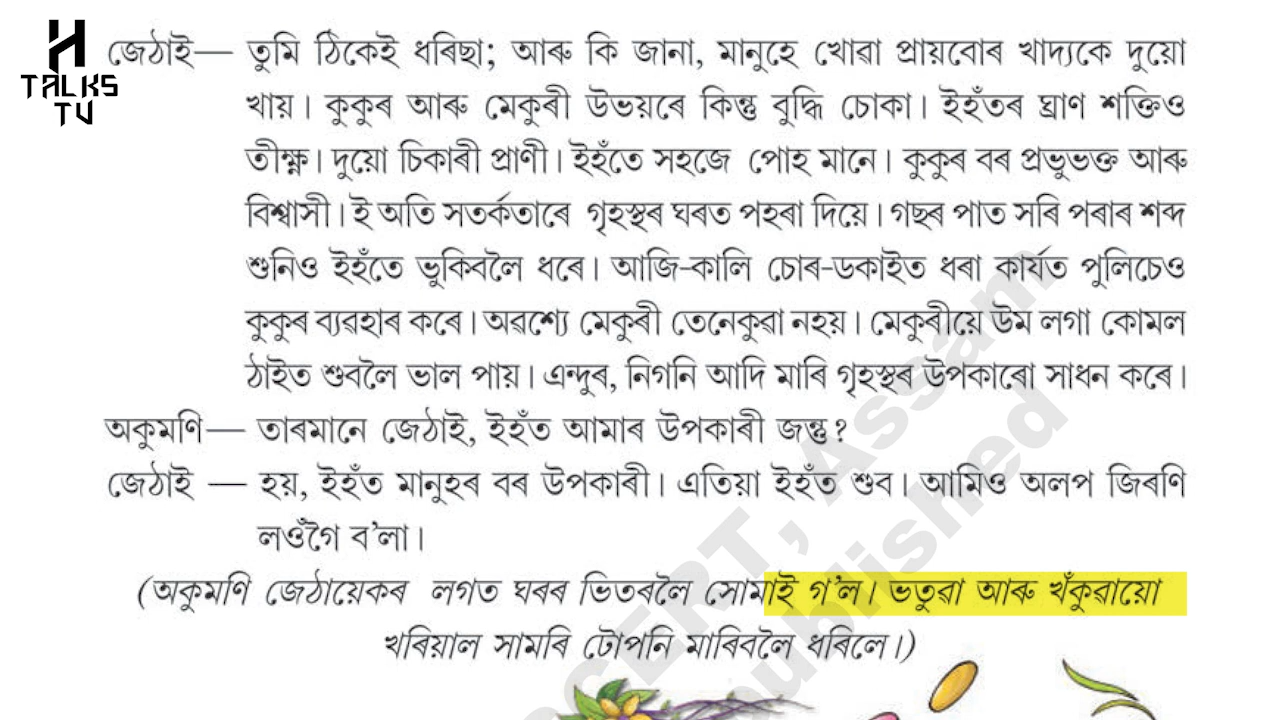 H
TALKS
TV
জেঠাই— তুমি ঠিকেই ধৰিছা; আৰু কি জানা, মানুহে খোৱা প্ৰায়বোৰ খাদ্যকে দুয়ো
খায়। কুকুৰ আৰু মেকুৰী উভয়ৰে কিন্তু বুদ্ধি চোকা। ইহঁতৰ ঘ্ৰাণ শক্তিও
তীক্ষ্ণ। দুয়ো চিকাৰী প্ৰাণী। ইহঁতে সহজে পোহ মানে। কুকুৰ বৰ প্ৰভুভক্ত আৰু
বিশ্বাসী। ই অতি সতৰ্কতাৰে গৃহস্থৰ ঘৰত পহৰা দিয়ে। গছৰ পাত সৰি পৰাৰ শব্দ
শুনিও ইহঁতে ভুকিবলৈ ধৰে। আজি-কালি চোৰ-ডকাইত ধৰা কাৰ্যত পুলিচেও
কুকুৰ ব্যৱহাৰ কৰে। অৱশ্যে মেকুৰী তেনেকুৱা নহয়। মেকুৰীয়ে উম লগা কোমল
ঠাইত শুবলৈ ভাল পায়। এন্দুৰ, নিগনি আদি মাৰি গৃহস্থৰ উপকাৰো সাধন কৰে।
অকুমণি— তাৰমানে জেঠাই, ইহঁত আমাৰ উপকাৰী জন্তু?
জেঠাই — হয়, ইহঁত মানুহৰ বৰ উপকাৰী। এতিয়া ইহঁত শুব। আমিও অলপ জিৰণি
লওঁগৈ ব’লা।
(অকুমণি জেঠায়েকৰ লগত ঘৰৰ ভিতৰলৈ সোমাই গ’ল। ভতুৱা আৰু খঁকুৱায়ো
খৰিয়াল সামৰি টোপনি মাৰিবলৈ ধৰিলে।)
SCERT, Assam
published